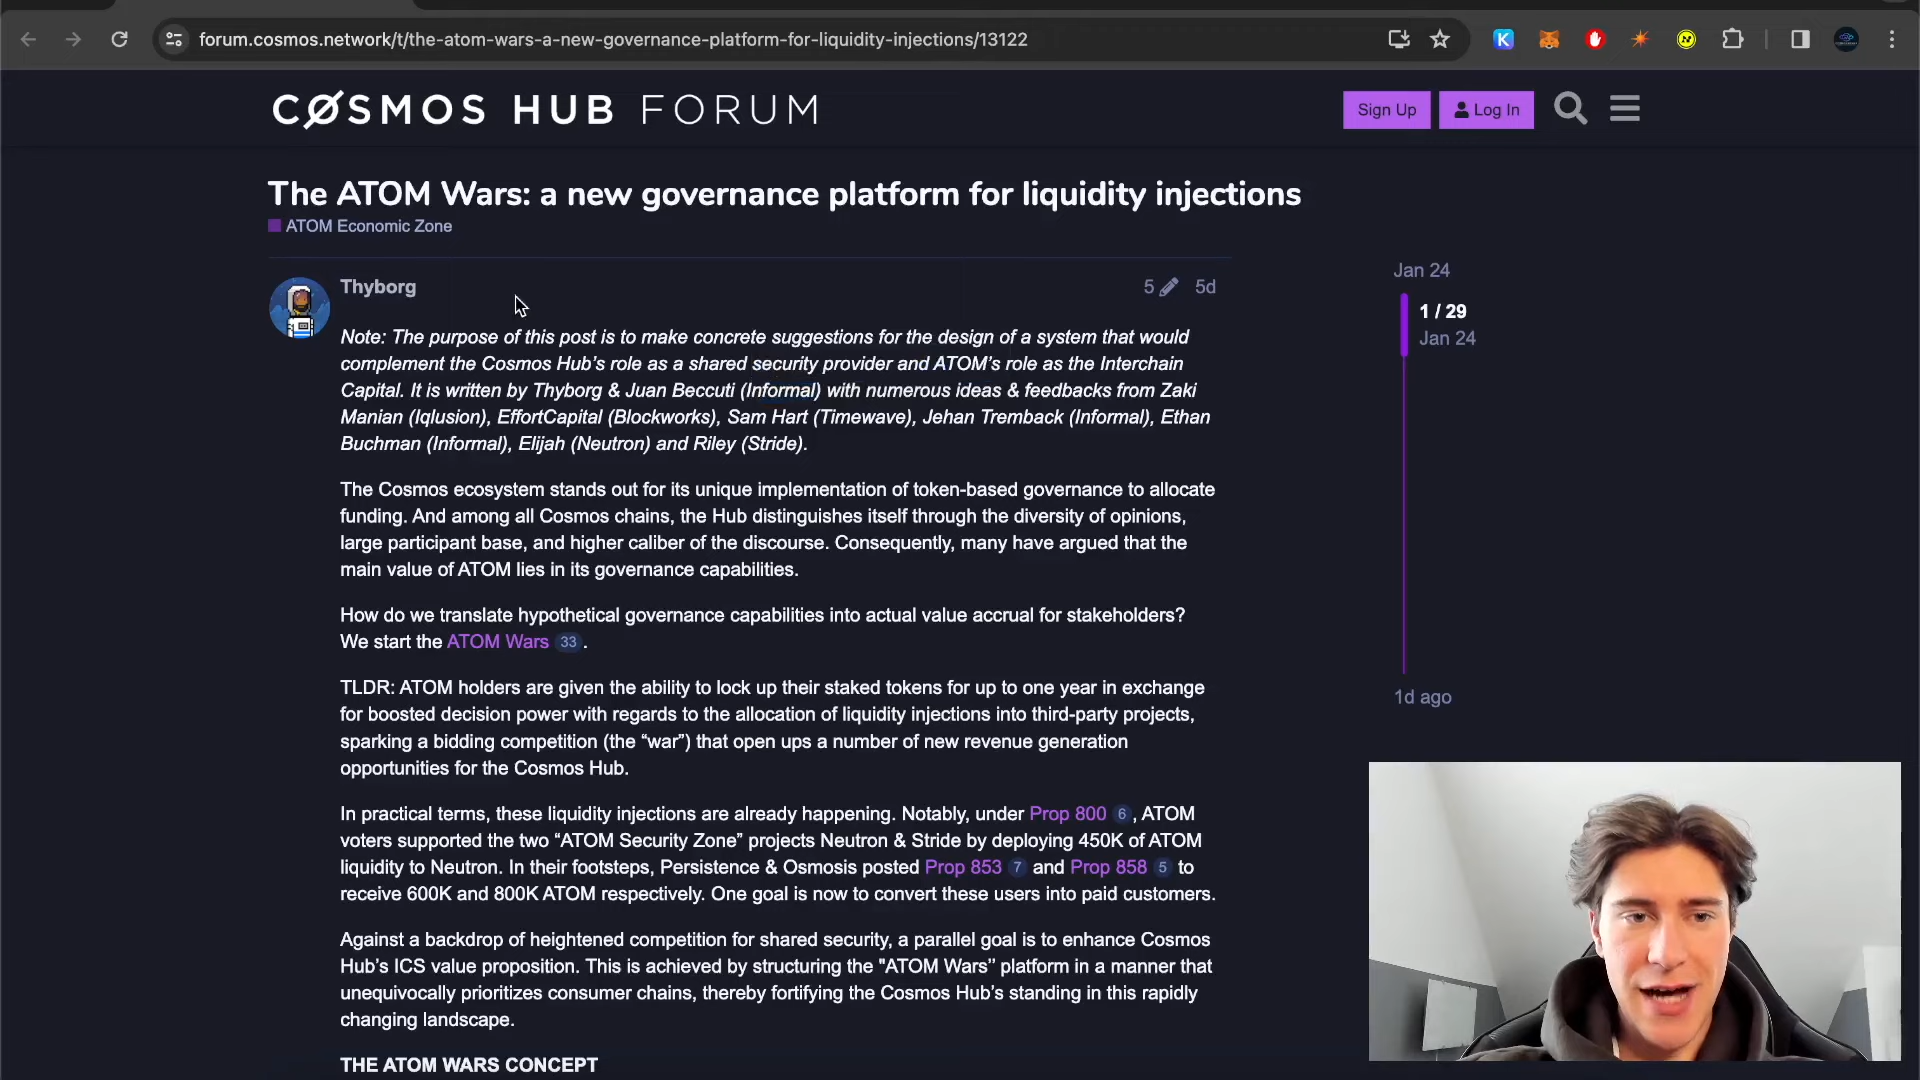 forum.cosmos.network/t/the-atom-wars-a-new-governance-platform-for-liquidity-injections/13122
CØSMOS HUB FORUM
Sign Up
Log In
The ATOM Wars: a new governance platform for liquidity injections
ATOM Economic Zone
Thyborg
5
5d
Note: The purpose of this post is to make concrete suggestions for the design of a system that would
complement the Cosmos Hub's role as a shared security provider and ATOM's role as the Interchain
Capital. It is written by Thyborg & Juan Beccuti (Informal) with numerous ideas & feedbacks from Zaki
Manian (Iqlusion), EffortCapital (Blockworks), Sam Hart (Timewave), Jehan Tremback (Informal), Ethan
Buchman (Informal), Elijah (Neutron) and Riley (Stride).
The Cosmos ecosystem stands out for its unique implementation of token-based governance to allocate
funding. And among all Cosmos chains, the Hub distinguishes itself through the diversity of opinions,
large participant base, and higher caliber of the discourse. Consequently, many have argued that the
main value of ATOM lies in its governance capabilities.
How do we translate hypothetical governance capabilities into actual value accrual for stakeholders?
We start the ATOM Wars 33 .
TLDR: ATOM holders are given the ability to lock up their staked tokens for up to one year in exchange
for boosted decision power with regards to the allocation of liquidity injections into third-party projects,
sparking a bidding competition (the “war”) that open ups a number of new revenue generation
opportunities for the Cosmos Hub.
In practical terms, these liquidity injections are already happening. Notably, under Prop 800 6 , ATOM
voters supported the two “ATOM Security Zone” projects Neutron & Stride by deploying 450K of ATOM
liquidity to Neutron. In their footsteps, Persistence & Osmosis posted Prop 853 7 and Prop 858 5 to
receive 600K and 800K ATOM respectively. One goal is now to convert these users into paid customers.
Against a backdrop of heightened competition for shared security, a parallel goal is to enhance Cosmos
Hub's ICS value proposition. This is achieved by structuring the "ATOM Wars” platform in a manner that
unequivocally prioritizes consumer chains, thereby fortifying the Cosmos Hub's standing in this rapidly
changing landscape.
THE ATOM WARS CONCEPT
Jan 24
1 / 29
Jan 24
1d ago